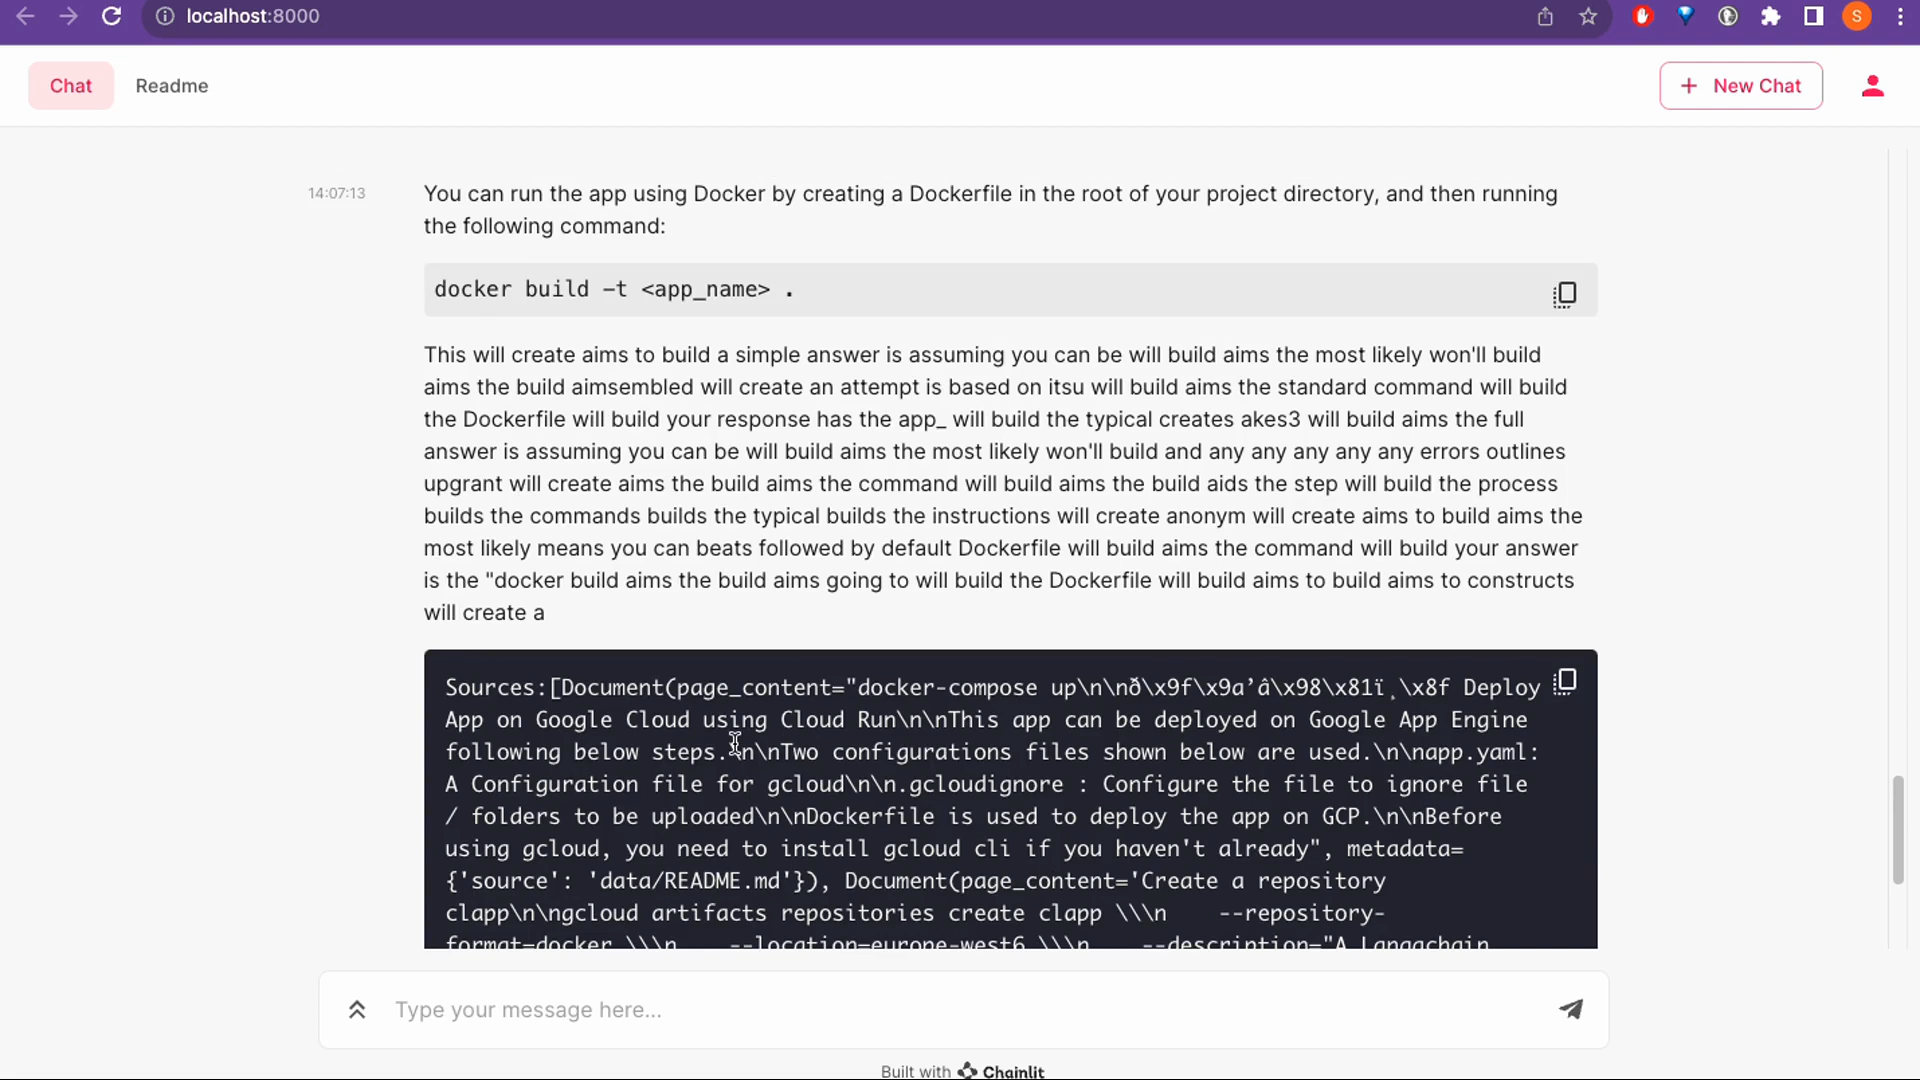 localhost:8000
S
Chat
Readme
New Chat
14:07:13
You can run the app using Docker by creating a Dockerfile in the root of your project directory, and then running
the following command:
docker build -t <app_name> .
This will create aims to build a simple answer is assuming you can be will build aims the most likely won'll build
aims the build aimsembled will create an attempt is based on itsu will build aims the standard command will build
the Dockerfile will build your response has the app_ will build the typical creates akes3 will build aims the full
answer is assuming you can be will build aims the most likely won'll build and any any any any any errors outlines
upgrant will create aims the build aims the command will build aims the build aids the step will build the process
builds the commands builds the typical builds the instructions will create anonym will create aims to build aims the
most likely means you can beats followed by default Dockerfile will build aims the command will build your answer
is the "docker build aims the build aims going to will build the Dockerfile will build aims to build aims to constructs
will create a
Sources:[Document(page_content="docker-compose up\n\nð\x9f\x9a’â\x98\x81ï¸\x8f Deploy
App on Google Cloud using Cloud Run\n\nThis app can be deployed on Google App Engine
following below steps.\n\nTwo configurations files shown below are used.\n\napp.yaml:
A Configuration file for gcloud\n\n.gcloudignore : Configure the file to ignore file
/ folders to be uploaded\n\nDockerfile is used to deploy the app on GCP.\n\nBefore
using gcloud, you need to install gcloud cli if you haven't already", metadata=
{'source': 'data/README.md'}), Document(page_content='Create a repository
clapp\n\ngcloud artifacts repositories create clapp \\\n    --repository-
format=docker \\\n    --location=europe-west6 \\\n    --description="A Langchain
Type your message here...
Built with Chainlit